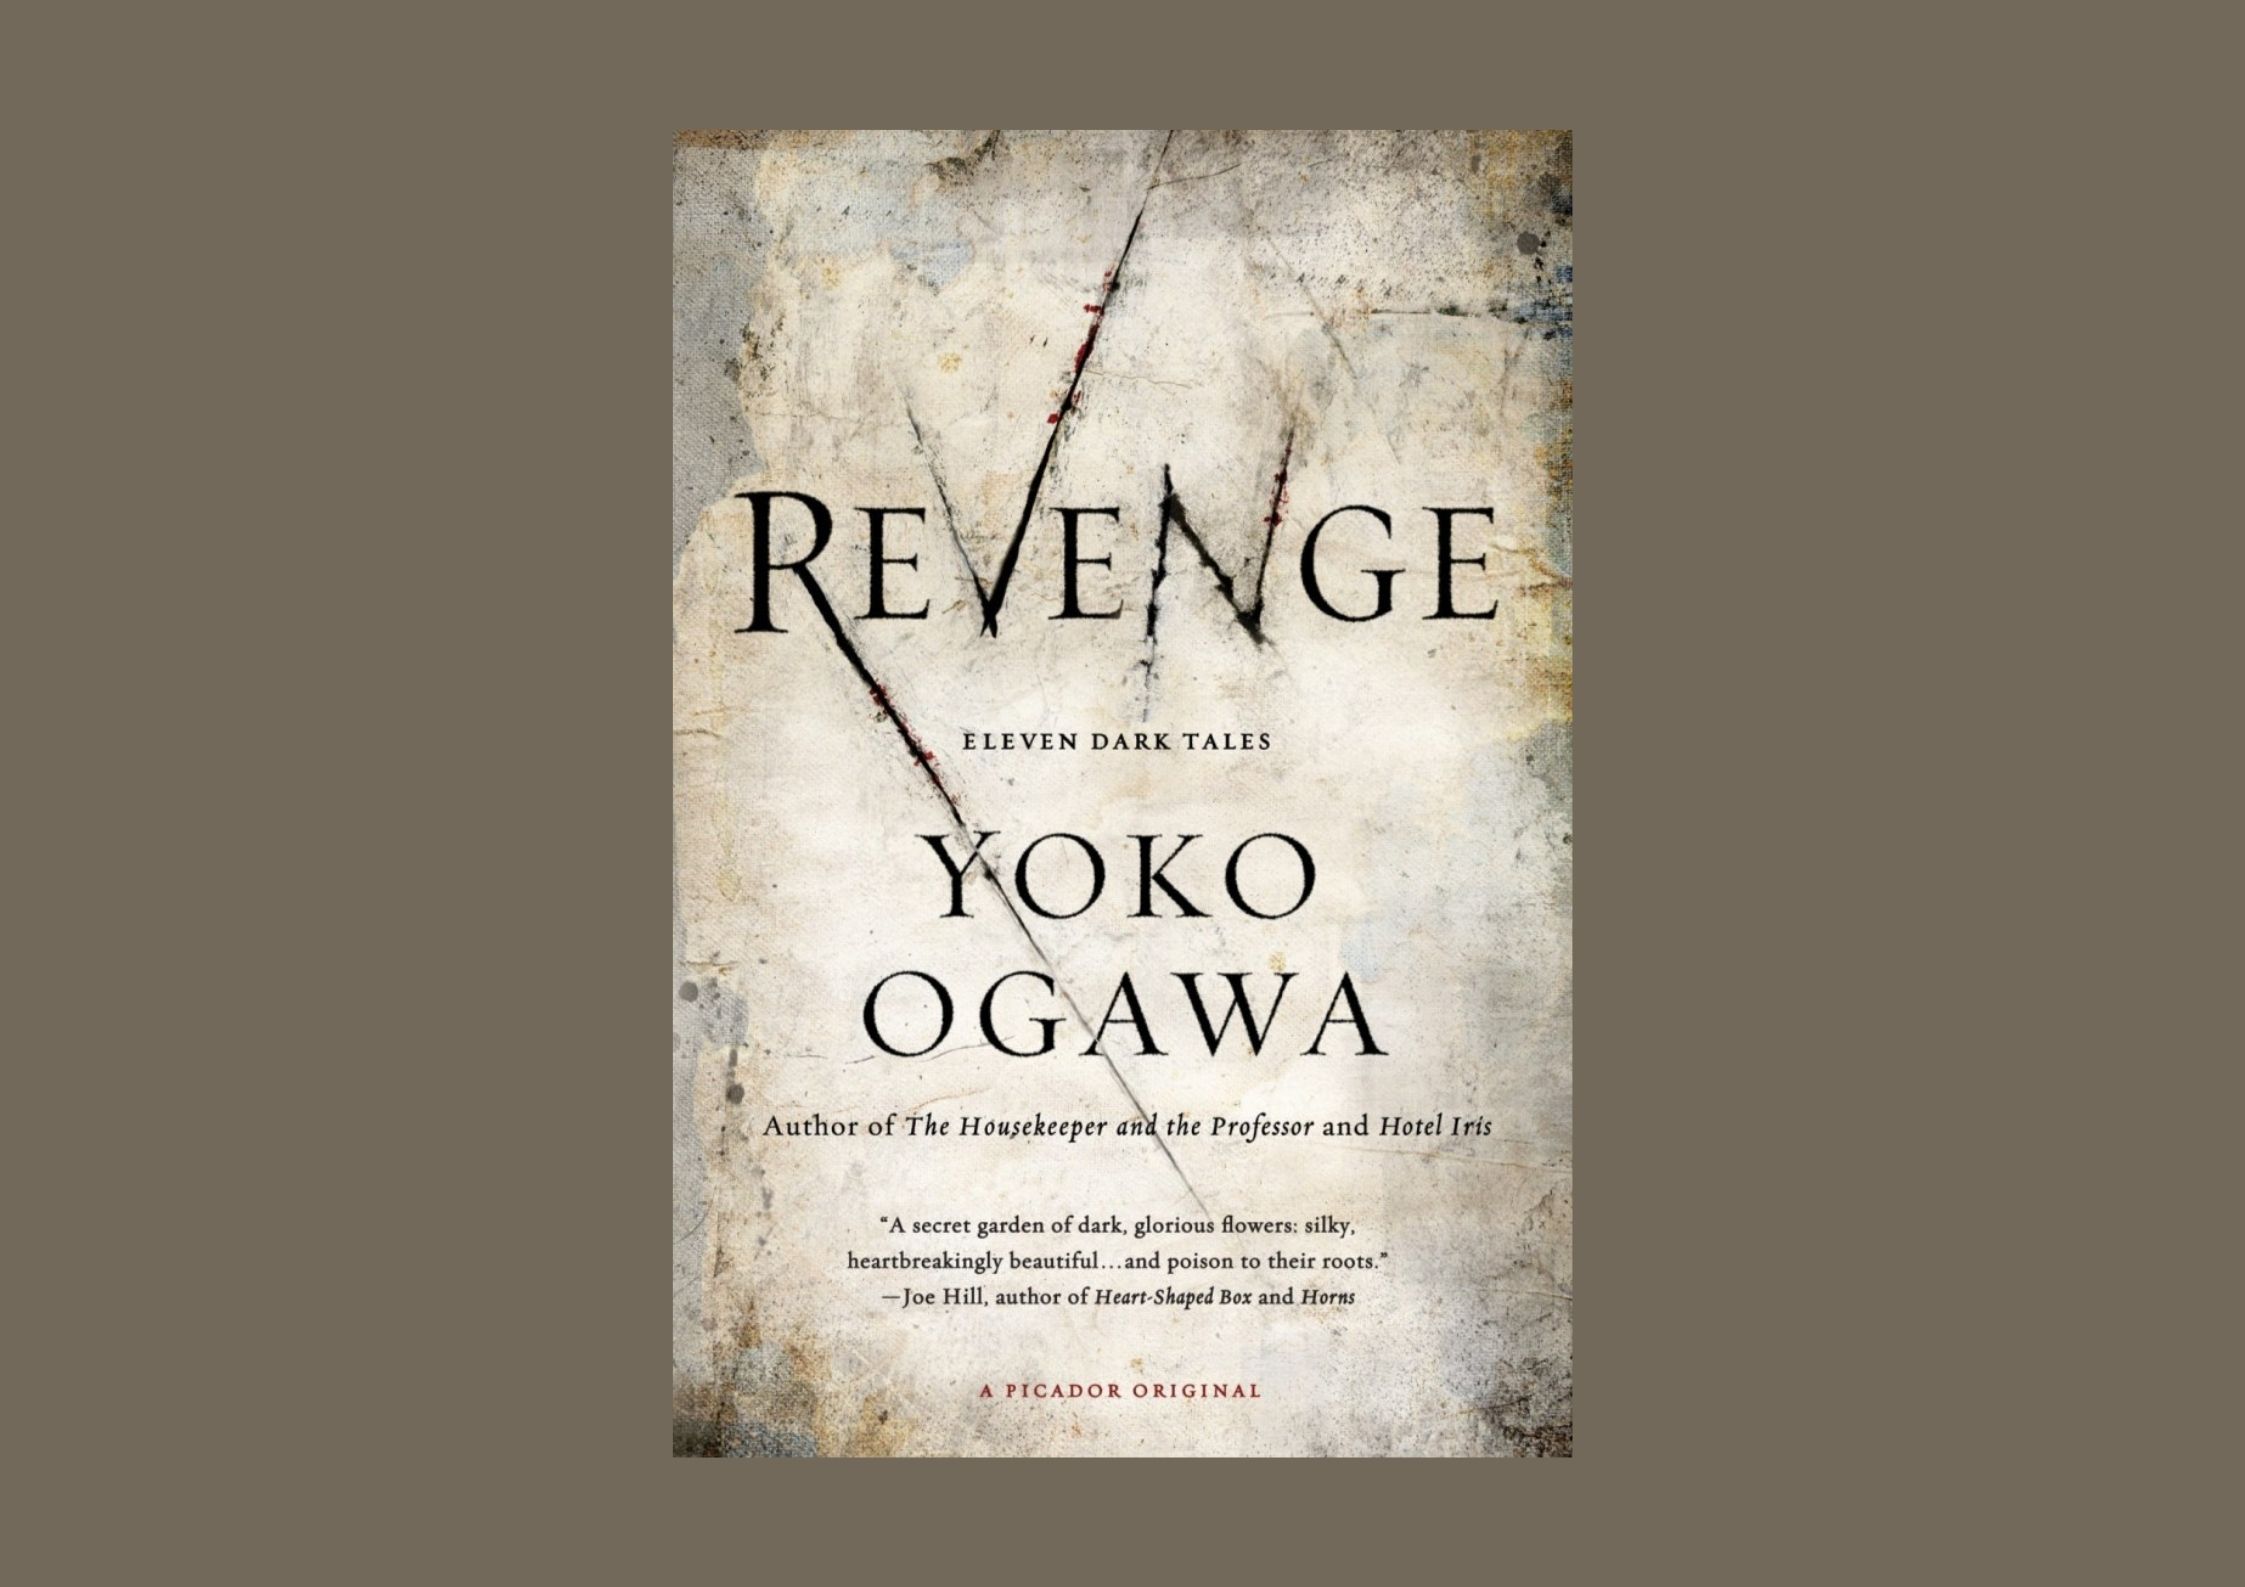 REVENGE
ELEVEN DARK TALES
YOKO
OGAWA
Author of The Housekeeper and the Professor and Hotel Iris
“A secret garden of dark, glorious flowers: silky,
heartbreakingly beautiful…and poison to their roots.”
—Joe Hill, author of Heart-Shaped Box and Horns
A PICADOR ORIGINAL